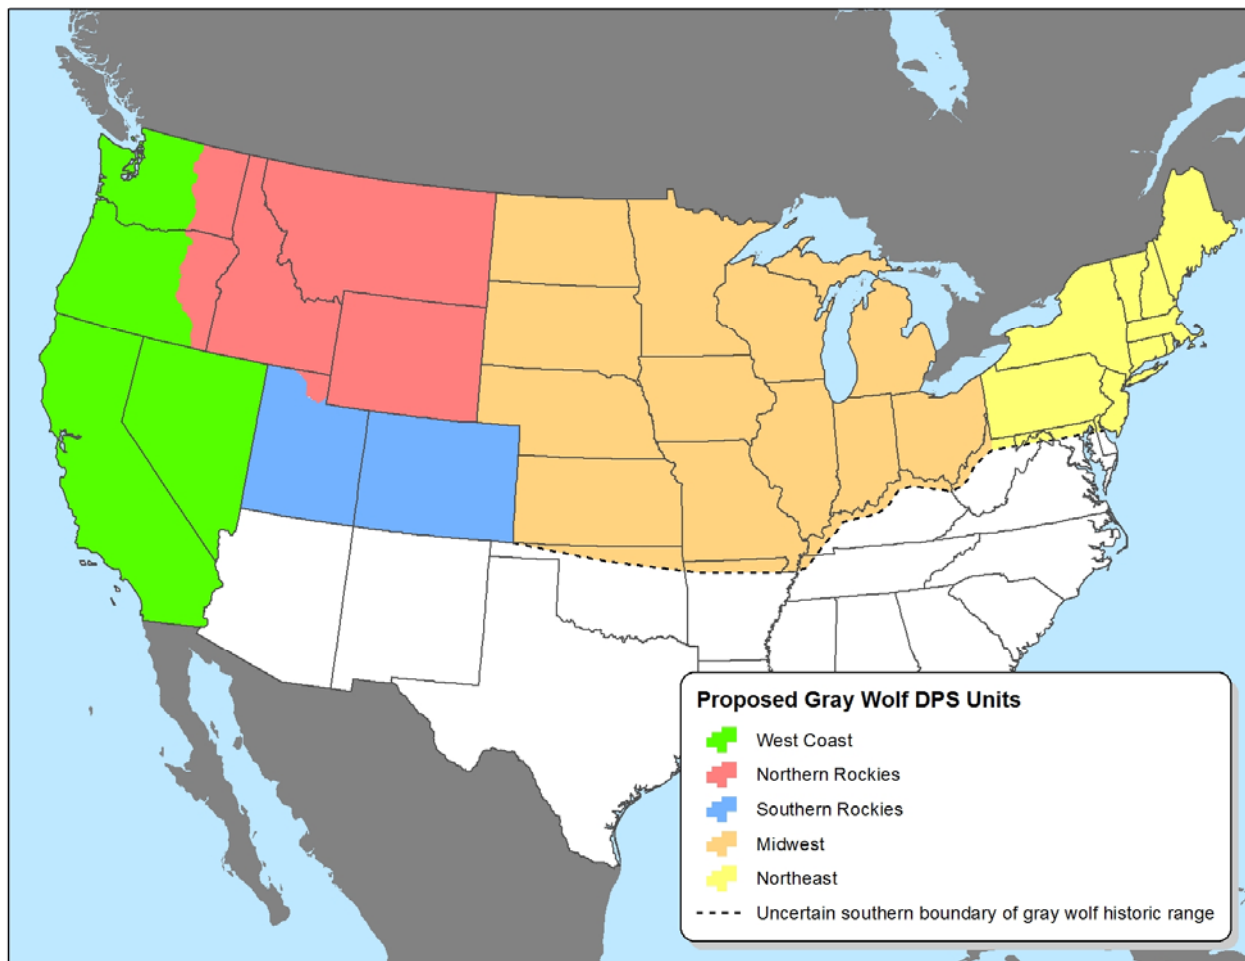 Proposed Gray Wolf DPS Units
West Coast
Northern Rockies
Southern Rockies
Midwest
Northeast
Uncertain southern boundary of gray wolf historic range